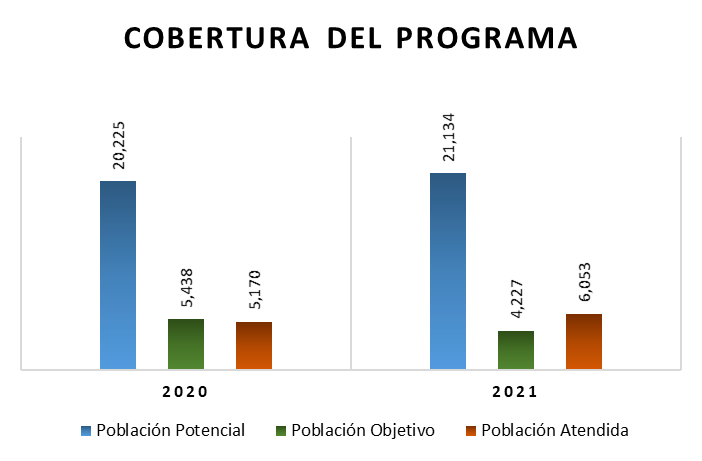 COBERTURA DEL PROGRAMA
20,225
5,438
5,170
21,134
4,227
6,053
2020
2021
Población Potencial
Población Objetivo
Población Atendida